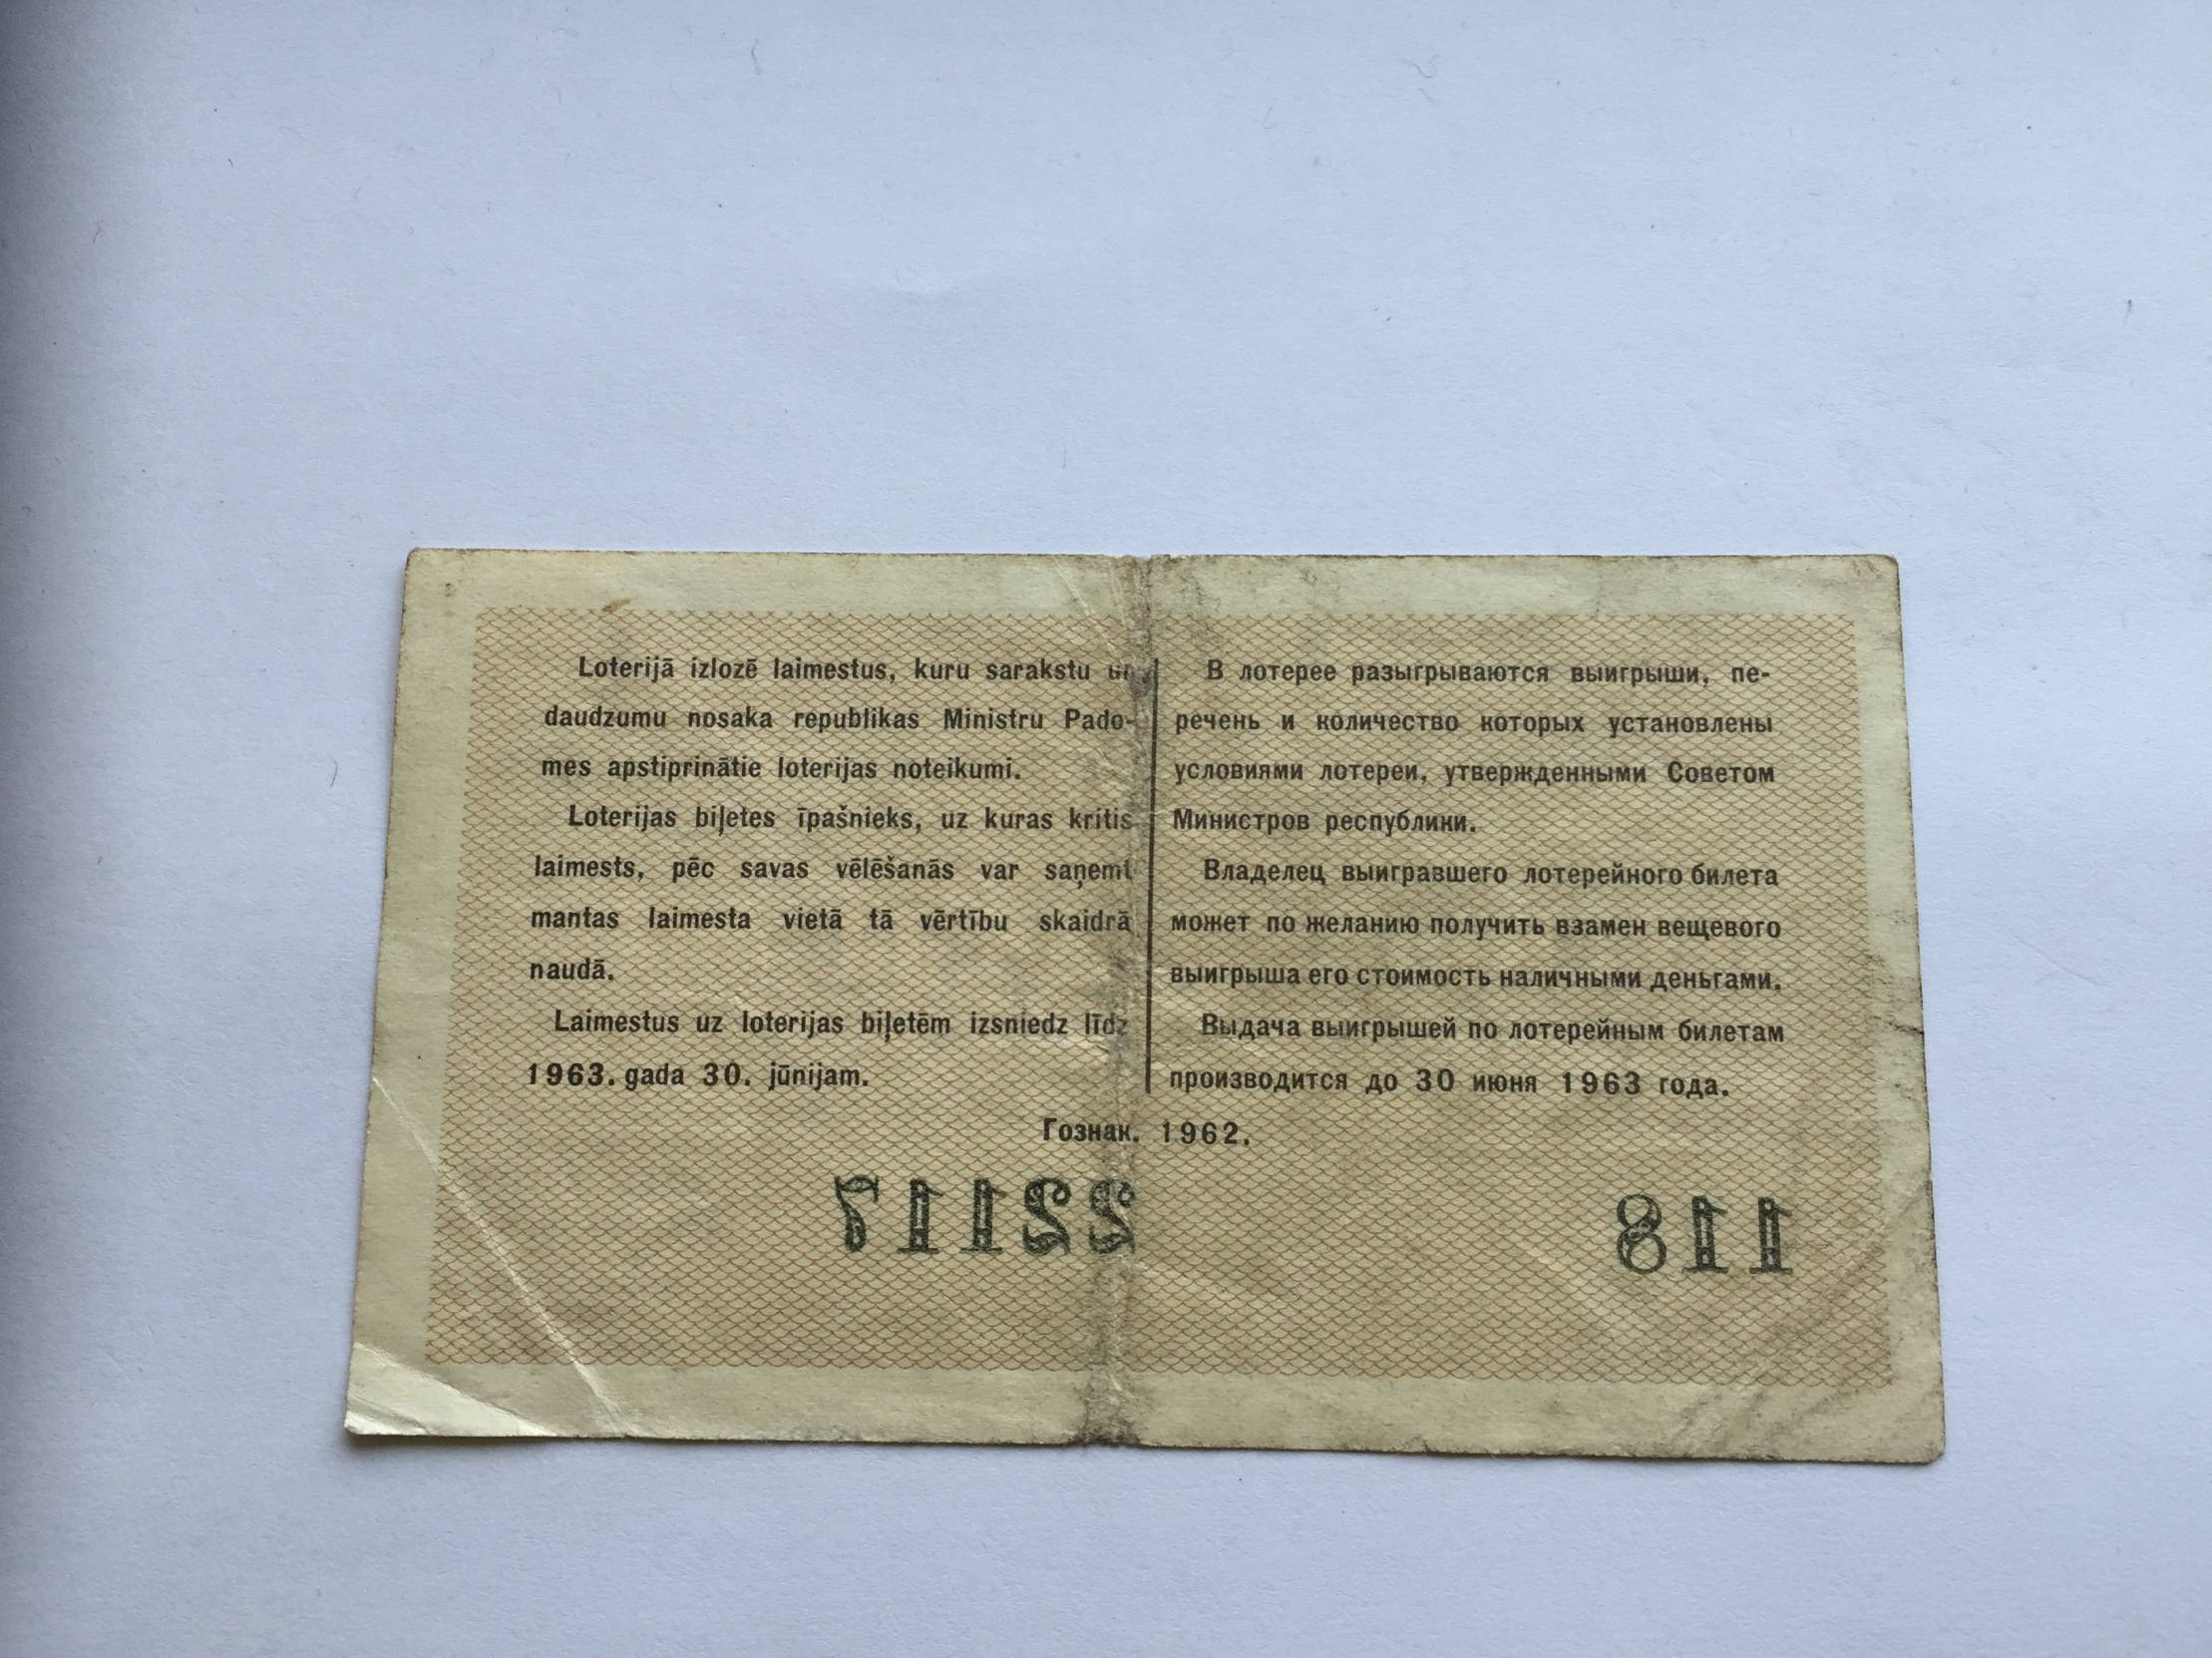 Loterijā izlozē laimestus, kuru sarakstu un
daudzumu nosaka republikas Ministru Pado-
mes apstiprinātie loterijas noteikumi.
Loterijas biļetes īpašnieks, uz kuras kritis
laimests, pēc savas vēlēšanās var saņemt
mantas laimesta vietā tā vērtību skaidrā
naudā.
Laimestus uz loterijas biļetēm izsniedz līdz
1963. gada 30. jūnijam.
В лотерее разыгрываются выигрыши, пе-
речень и количество которых установлены
условиями лотереи, утвержденными Советом
Министров республики.
Владелец выигравшего лотерейного билета
может по желанию получить взамен вещевого
выигрыша его стоимость наличными деньгами.
Выдача выигрышей по лотерейным билетам
производится до 30 июня 1963 года.
Гознак. 1962.
22117
118